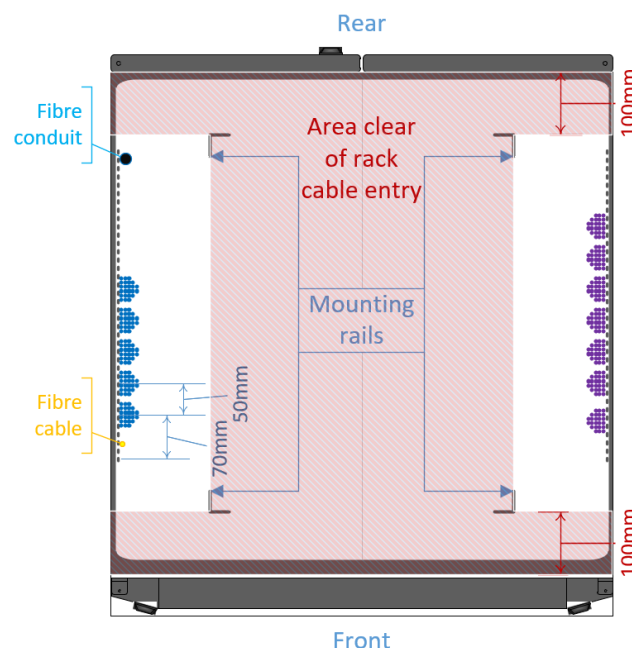 Rear
Fibre
conduit
100mm
Area clear
of rack
cable entry
Mounting
rails
50mm
Fibre
cable
70mm
100mm
Front